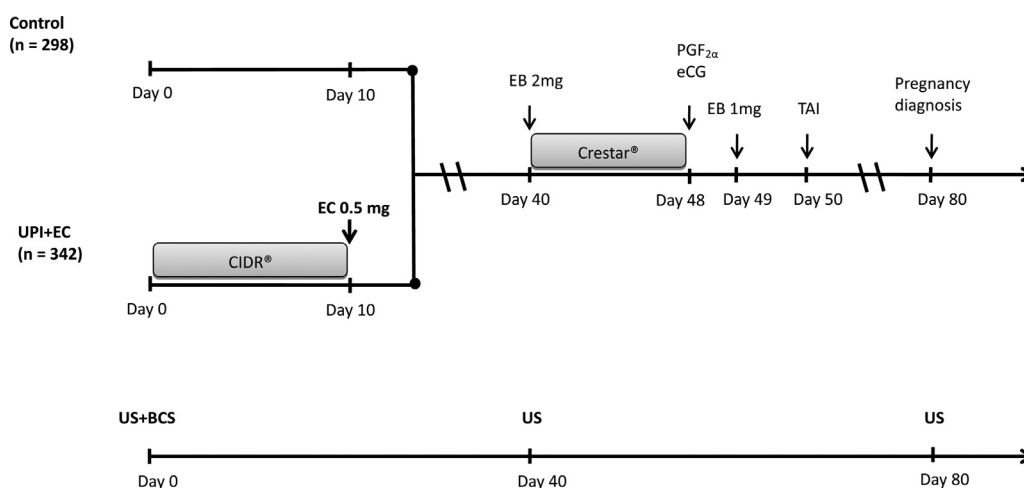 Control
(n = 298)
Day 0
Day 10
EB 2mg
PGF2α
eCG
EB 1mg
TAI
Pregnancy
diagnosis
Crestar®
Day 40
Day 48
Day 49
Day 50
Day 80
UPI+EC
(n = 342)
EC 0.5 mg
CIDR®
Day 0
Day 10
US+BCS
US
US
Day 0
Day 40
Day 80